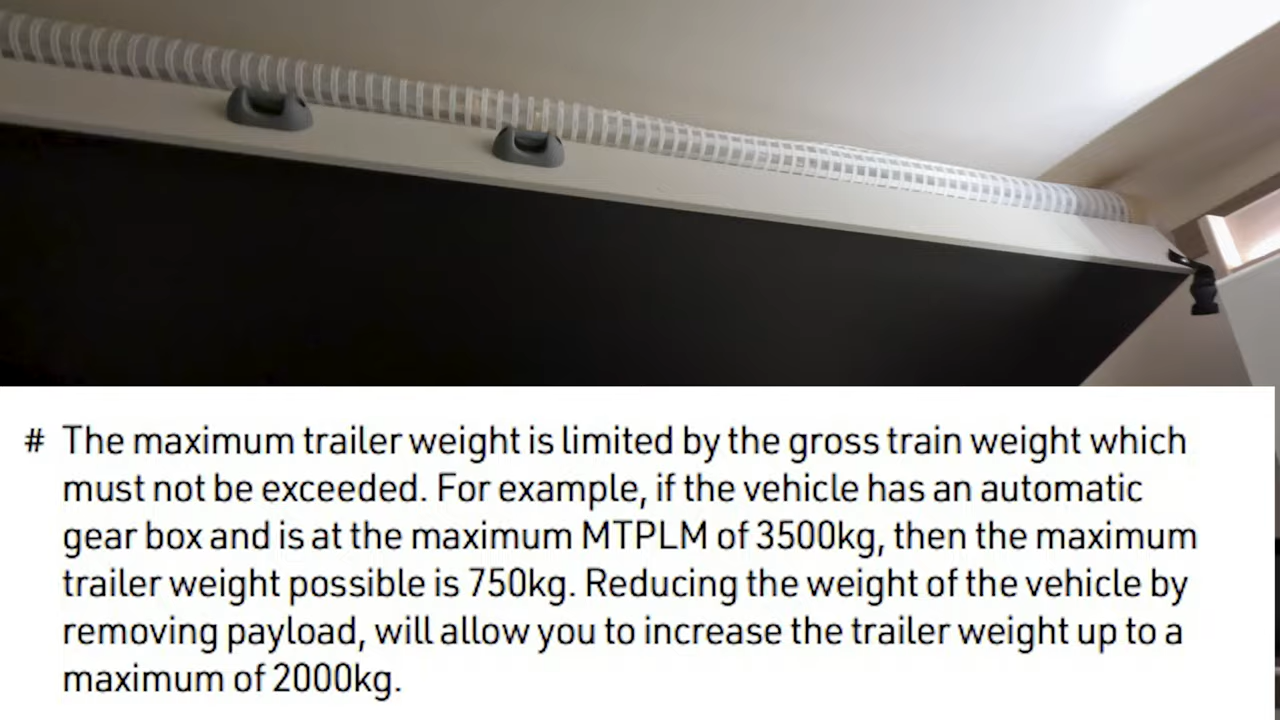 # The maximum trailer weight is limited by the gross train weight which
must not be exceeded. For example, if the vehicle has an automatic
gear box and is at the maximum MTPLM of 3500kg, then the maximum
trailer weight possible is 750kg. Reducing the weight of the vehicle by
removing payload, will allow you to increase the trailer weight up to a
maximum of 2000kg.